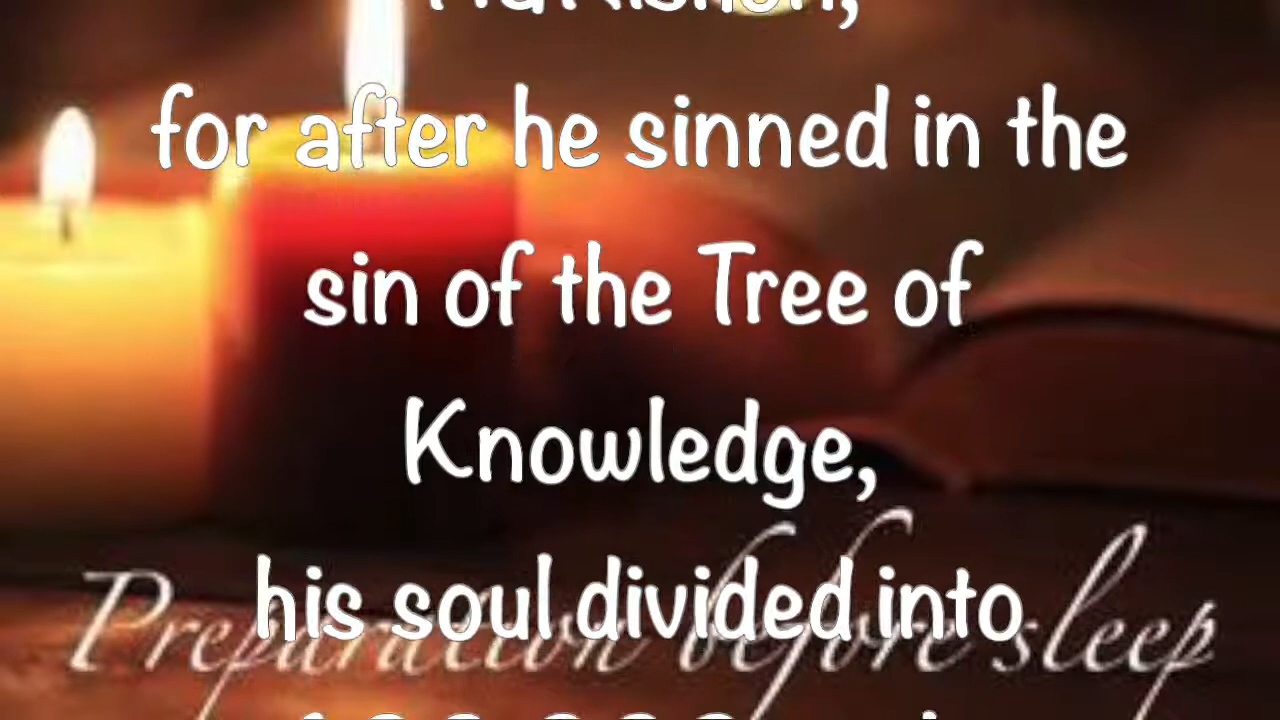 HaRishon,
for after he sinned in the
sin of the Tree of
Knowledge,
his soul divided into
Preparation before sleep